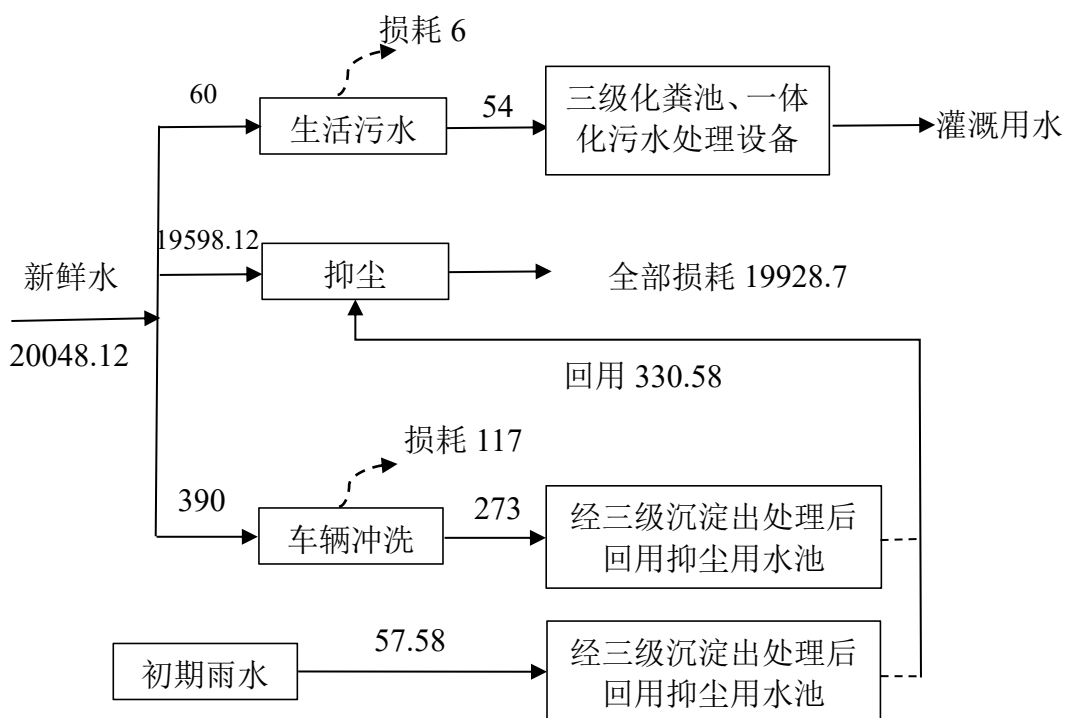 损耗 6
60
生活污水
54
三级化粪池、一体
化污水处理设备
灌溉用水
19598.12
新鲜水
抑尘
全部损耗 19928.7
20048.12
回用 330.58
损耗 117
390
车辆冲洗
273
经三级沉淀出处理后
回用抑尘用水池
初期雨水
57.58
经三级沉淀出处理后
回用抑尘用水池